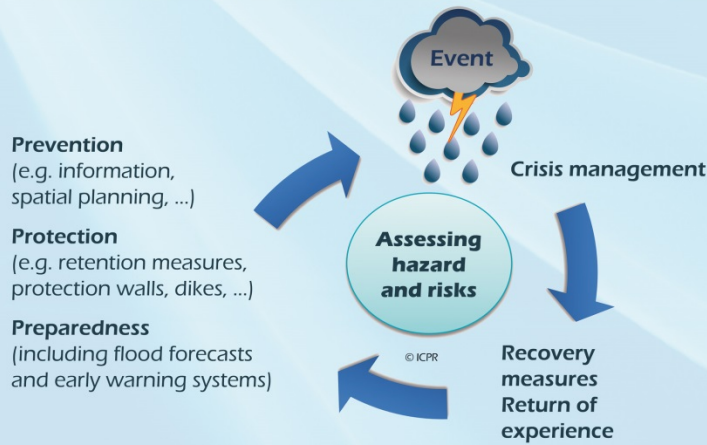 Event
Crisis management
Prevention
(e.g. information,
spatial planning, ...)
Protection
(e.g. retention measures,
protection walls, dikes, ...)
Preparedness
(including flood forecasts
and early warning systems)
Assessing
hazard
and risks
© ICPR
Recovery
measures
Return of
experience